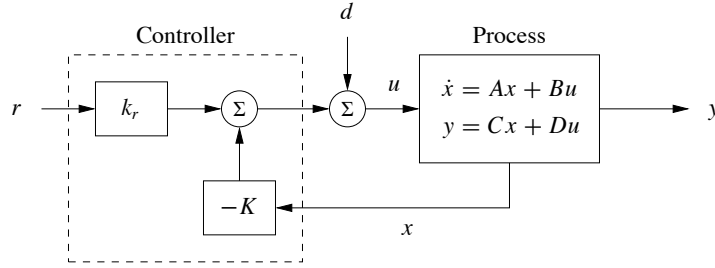 Controller
d
Process
r
k_r
Σ
Σ
u
ẋ = Ax + Bu
y = Cx + Du
y
−K
x